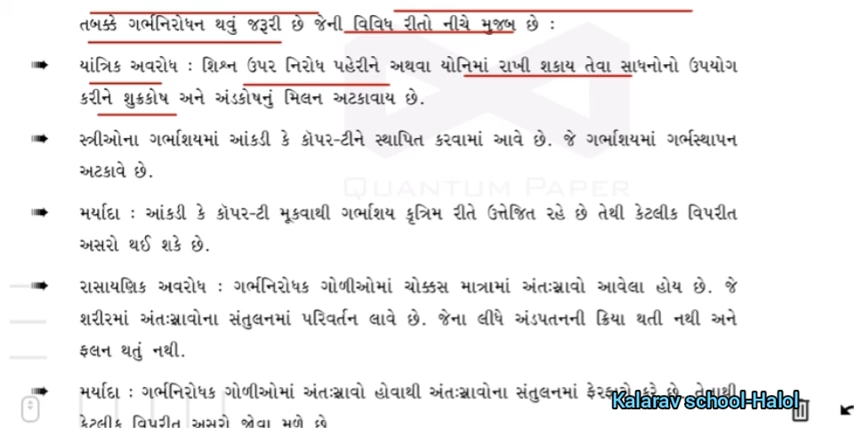 તબક્કે ગર્ભનિરોધન થવું જરૂરી છે જેની વિવિધ રીતો નીચે મુજબ છે :
યાંત્રિક અવરોધ : શિશ્ન ઉપર નિરોધ પહેરીને અથવા યોનિમાં રાખી શકાય તેવા સાધનોનો ઉપયોગ
કરીને શુક્રકોષ અને અંડકોષનું મિલન અટકાવાય છે.
સ્ત્રીઓના ગર્ભાશયમાં આંકડી કે કૉપર-ટીને સ્થાપિત કરવામાં આવે છે. જે ગર્ભાશયમાં ગર્ભસ્થાપન
અટકાવે છે.
QUANTUM PAPER
મર્યાદા : આંકડી કે કૉપર-ટી મૂકવાથી ગર્ભાશય કૃત્રિમ રીતે ઉત્તેજિત રહે છે તેથી કેટલીક વિપરીત
અસરો થઈ શકે છે.
રાસાયણિક અવરોધ : ગર્ભનિરોધક ગોળીઓમાં ચોક્કસ માત્રામાં અંતઃસ્રાવો આવેલા હોય છે. જે
શરીરમાં અંતઃસ્રાવોના સંતુલનમાં પરિવર્તન લાવે છે. જેના લીધે અંડપતનની ક્રિયા થતી નથી અને
ફલન થતું નથી.
મર્યાદા : ગર્ભનિરોધક ગોળીઓમાં અંતઃસ્રાવો હોવાથી અંતઃસ્રાવોના સંતુલનમાં
Kalarav school-Halol
કેટલીક વિપરીત અસરો જોવા મળે છે